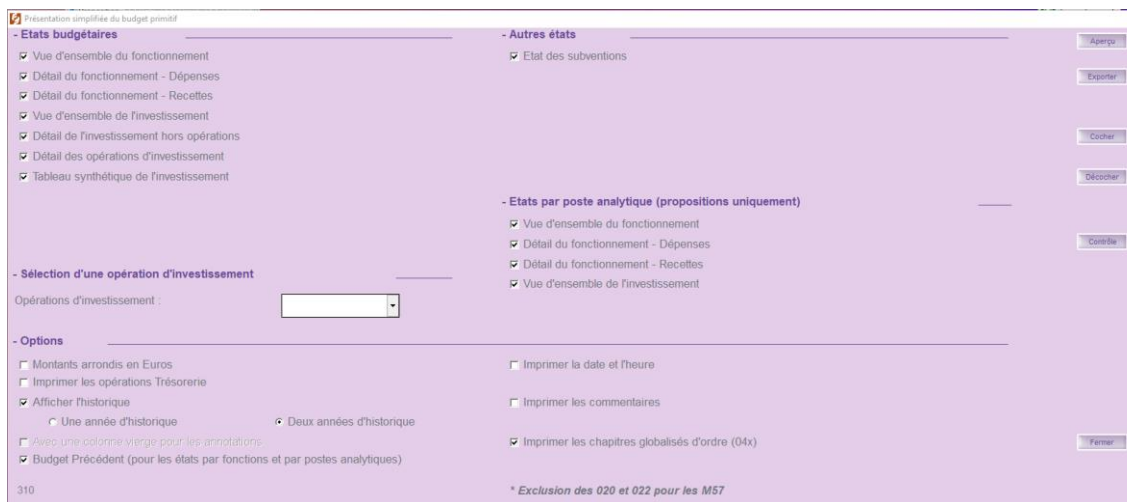 Présentation simplifiée du budget primitif
- Etats budgétaires
Vue d'ensemble du fonctionnement
Détail du fonctionnement - Dépenses
Détail du fonctionnement - Recettes
Vue d'ensemble de l'investissement
Détail de l'investissement hors opérations
Détail des opérations d'investissement
Tableau synthétique de l'investissement
- Autres états
Etat des subventions
- Etats par poste analytique (propositions uniquement)
Vue d'ensemble du fonctionnement
Détail du fonctionnement - Dépenses
Détail du fonctionnement - Recettes
Vue d'ensemble de l'investissement
- Sélection d'une opération d'investissement
Opérations d'investissement :
- Options
Montants arrondis en Euros
Imprimer les opérations Trésorerie
Afficher l'historique
Une année d'historique
Deux années d'historique
Avec une colonne vierge pour les annotations
Budget Précédent (pour les états par fonctions et par postes analytiques)
Imprimer la date et l'heure
Imprimer les commentaires
Imprimer les chapitres globalisés d'ordre (04x)
310
* Exclusion des 020 et 022 pour les M57
Aperçu
Exporter
Cocher
Décocher
Contrôle
Fermer